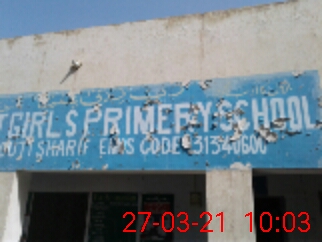 GIRLS PRIMERY SCHOOL
SHARIF EMIS CODE 31340600
27-03-21 10:03